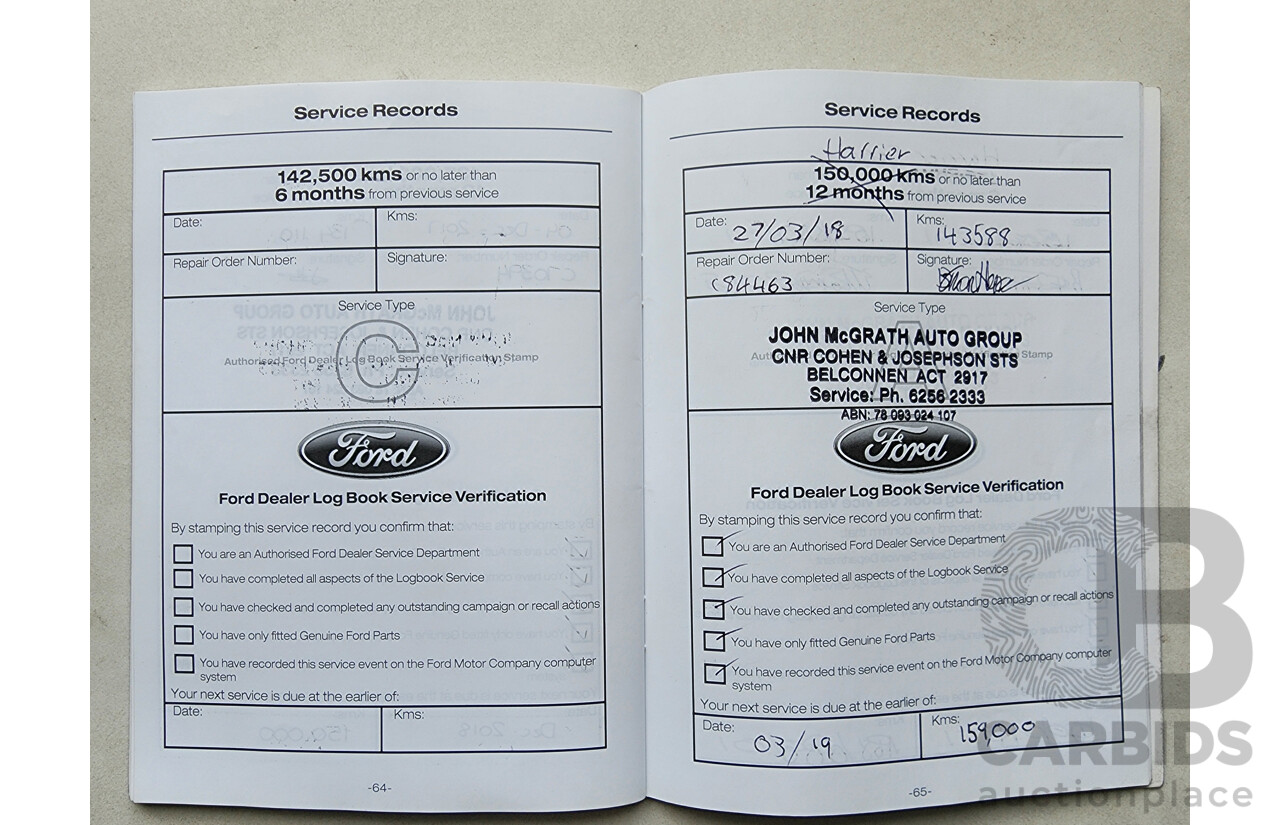 Service Records
142,500 kms or no later than
6 months from previous service
Date:
Kms:
Repair Order Number:
Signature:
Service Type
C
Authorised Ford Dealer Log Book Service Verification Stamp
Ford
Ford Dealer Log Book Service Verification
By stamping this service record you confirm that:
You are an Authorised Ford Dealer Service Department
You have completed all aspects of the Logbook Service
You have checked and completed any outstanding campaign or recall actions
You have only fitted Genuine Ford Parts
You have recorded this service event on the Ford Motor Company computer
system
Your next service is due at the earlier of:
Date:
Kms:
-64-
Service Records
Harrier
150,000 kms or no later than
12 months from previous service
Date: 27/03/18
Kms: 143588
Repair Order Number:
C84463
Signature:
Service Type
A
JOHN McGRATH AUTO GROUP
CNR COHEN & JOSEPHSON STS
BELCONNEN ACT 2917
Service: Ph. 6256 2333
ABN: 78 093 024 107
Ford
Ford Dealer Log Book Service Verification
By stamping this service record you confirm that:
You are an Authorised Ford Dealer Service Department
You have completed all aspects of the Logbook Service
You have checked and completed any outstanding campaign or recall actions
You have only fitted Genuine Ford Parts
You have recorded this service event on the Ford Motor Company computer
system
Your next service is due at the earlier of:
Date: 03/19
Kms: 159,000
-65-
CB
CARBIDS
auctionplace